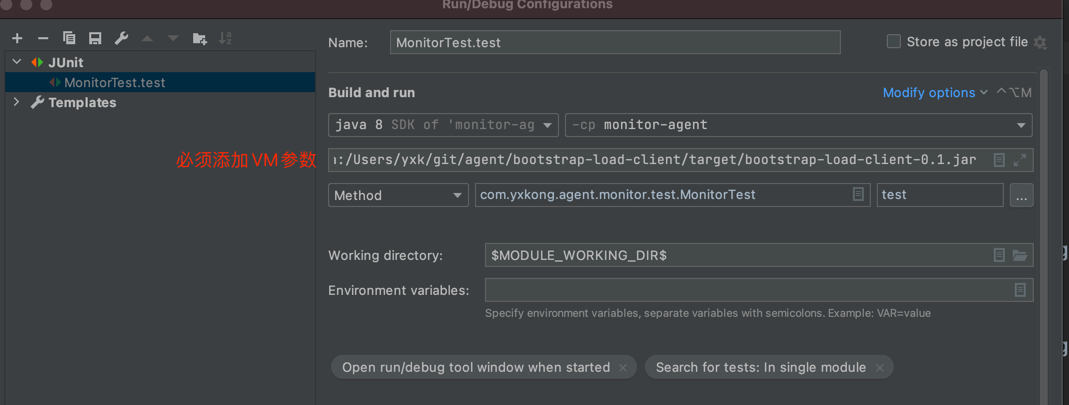 Run/Debug Configurations
Name: MonitorTest.test Store as project file
JUnit
MonitorTest.test
Templates
Build and run Modify options ⌃⌥M
java 8 SDK of 'monitor-ag -cp monitor-agent
必须添加VM参数 :/Users/yxk/git/agent/bootstrap-load-client/target/bootstrap-load-client-0.1.jar
Method com.yxkong.agent.monitor.test.MonitorTest test ...
Working directory: $MODULE_WORKING_DIR$
Environment variables:
Specify environment variables, separate variables with semicolons. Example: VAR=value
Open run/debug tool window when started × Search for tests: In single module ×